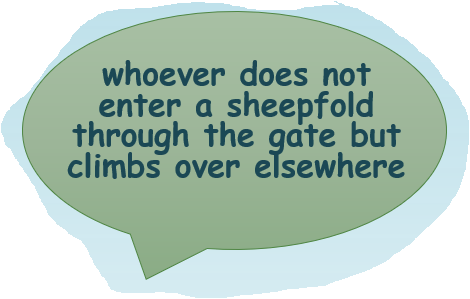 whoever does not
enter a sheepfold
through the gate but
climbs over elsewhere